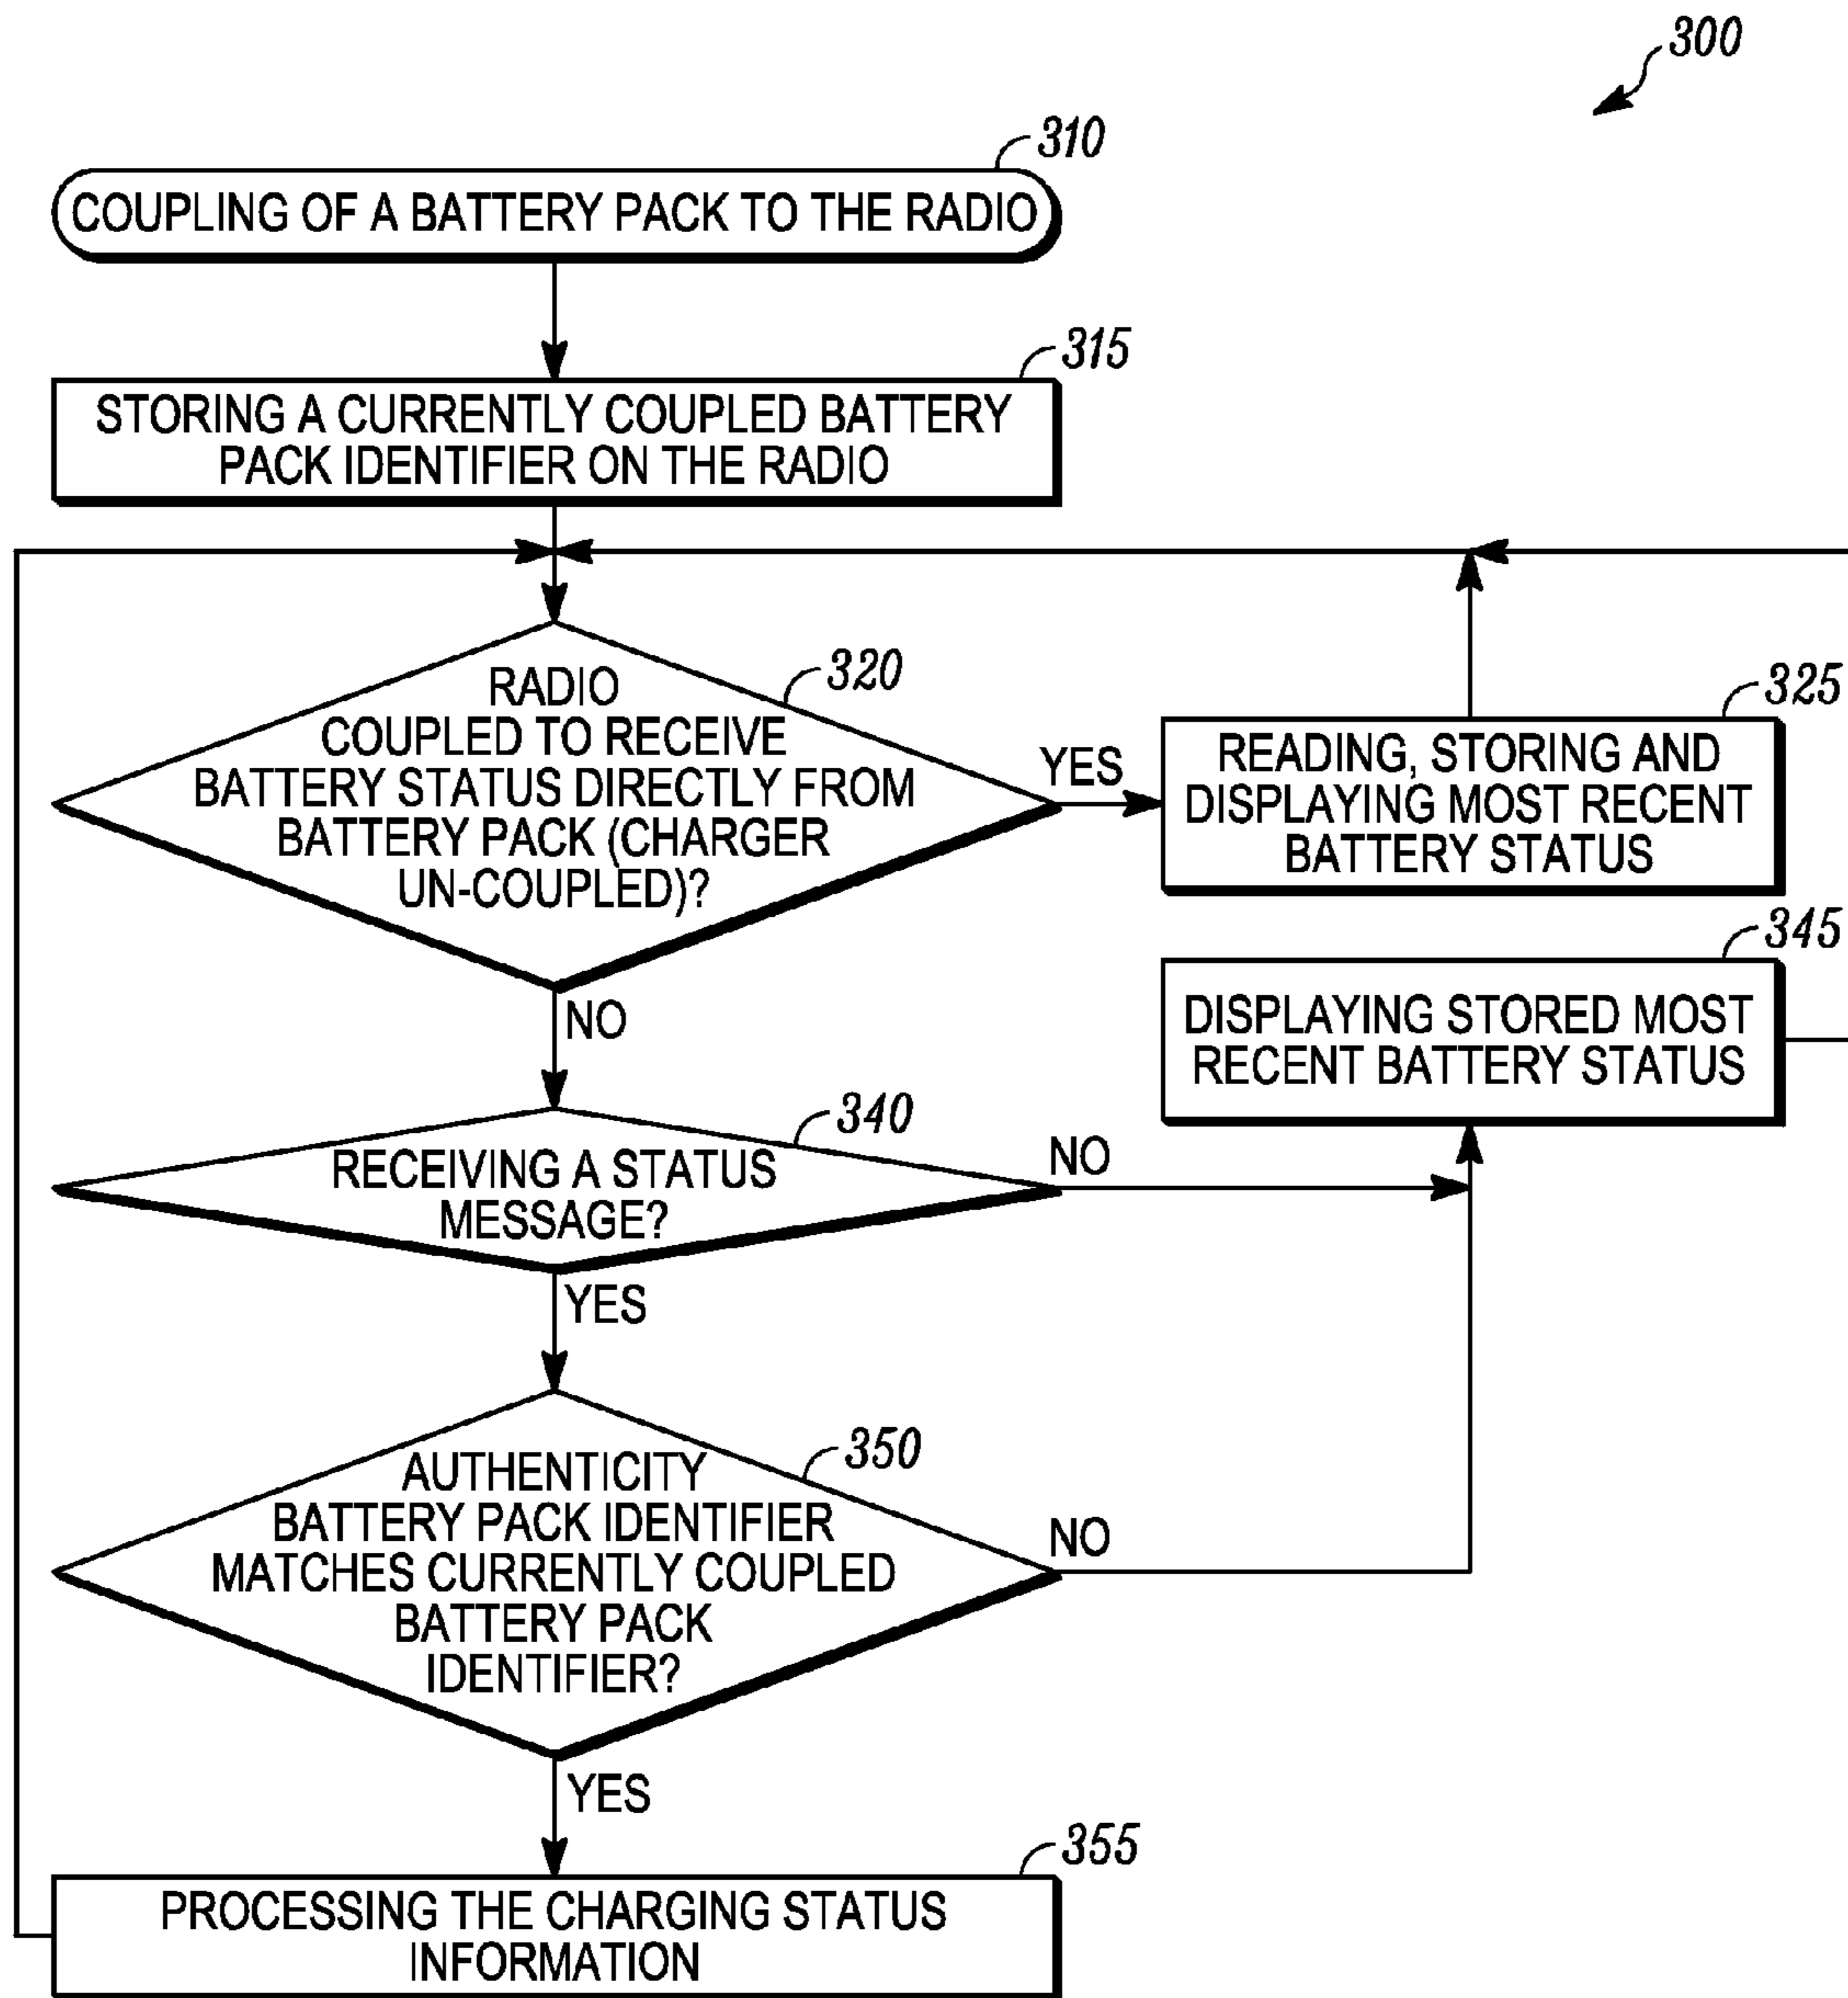 300
310
COUPLING OF A BATTERY PACK TO THE RADIO
315
STORING A CURRENTLY COUPLED BATTERY
PACK IDENTIFIER ON THE RADIO
320
RADIO
COUPLED TO RECEIVE
BATTERY STATUS DIRECTLY FROM
BATTERY PACK (CHARGER
UN-COUPLED)?
YES
325
READING, STORING AND
DISPLAYING MOST RECENT
BATTERY STATUS
NO
345
DISPLAYING STORED MOST
RECENT BATTERY STATUS
340
RECEIVING A STATUS
MESSAGE?
NO
YES
350
AUTHENTICITY
BATTERY PACK IDENTIFIER
MATCHES CURRENTLY COUPLED
BATTERY PACK
IDENTIFIER?
NO
YES
355
PROCESSING THE CHARGING STATUS
INFORMATION